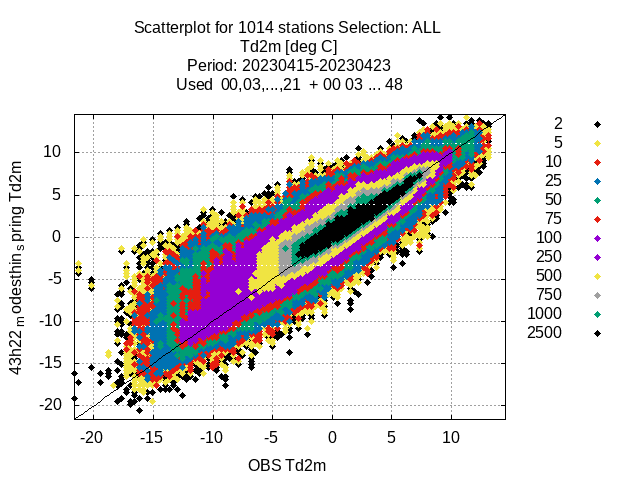 Scatterplot for 1014 stations Selection: ALL
Td2m [deg C]
Period: 20230415-20230423
Used 00,03,...,21 + 00 03 ... 48
2
5
10
25
50
75
100
250
500
750
1000
2500
10
5
0
-5
-10
-15
-20
43h22 m odesthin s pring Td2m
-20 -15 -10 -5 0 5 10
OBS Td2m